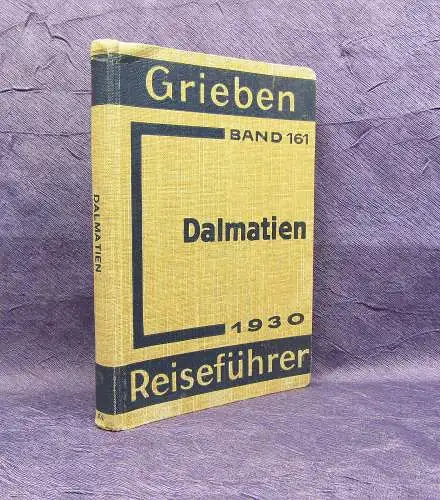 Grieben
BAND 161
Dalmatien
1930
Reiseführer
DALMATIEN